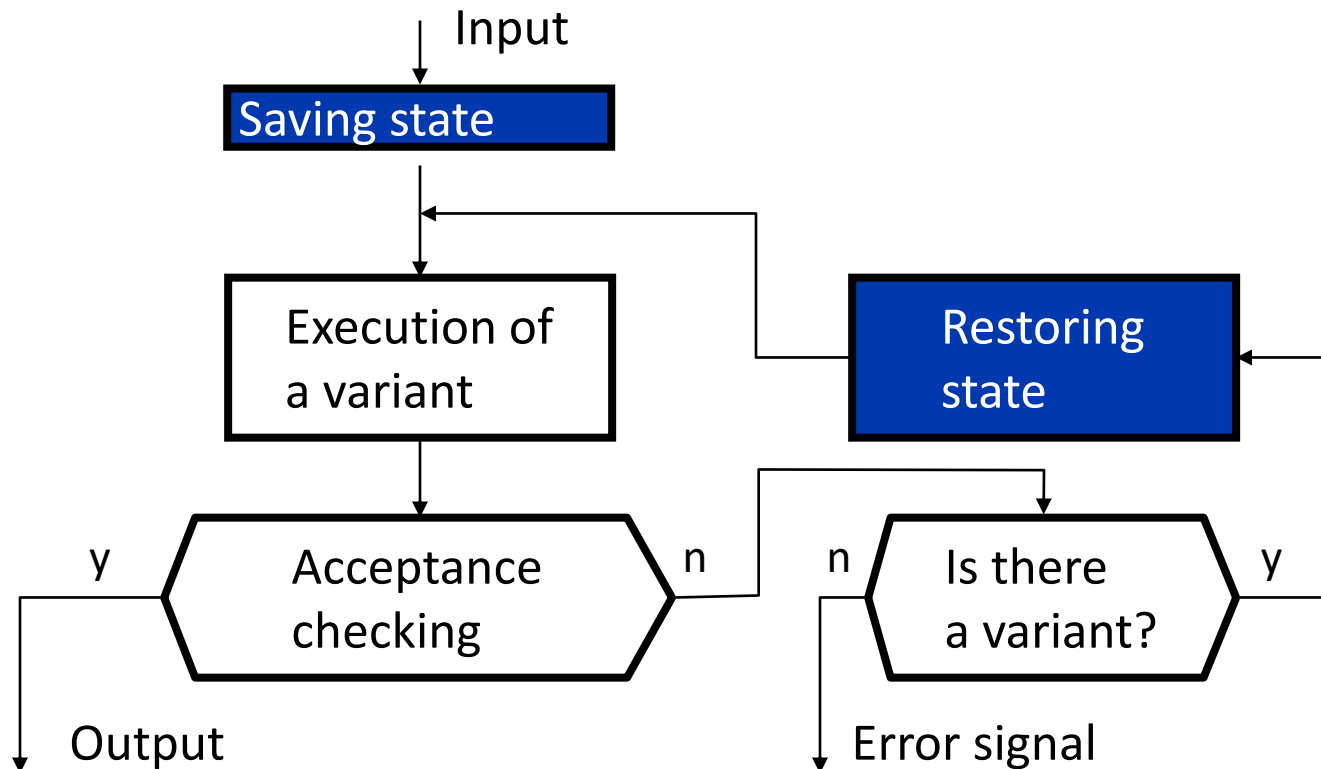 Input
Saving state
Execution of
a variant
Restoring
state
y
Acceptance
checking
n
n
Is there
a variant?
y
Output
Error signal